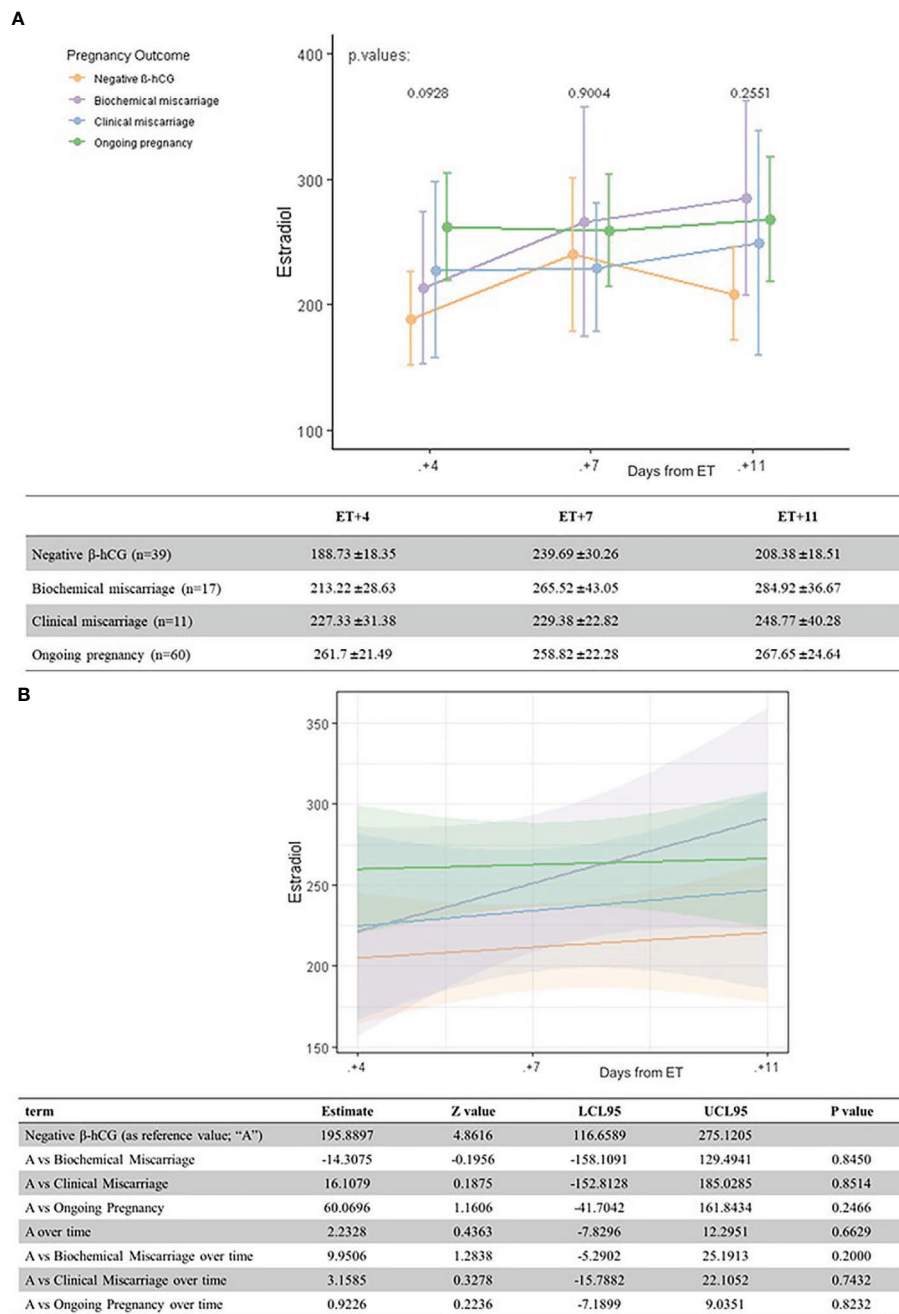 A
Pregnancy Outcome
Negative ß-hCG
Biochemical miscarriage
Clinical miscarriage
Ongoing pregnancy
p.values:
0.0928 0.9004 0.2551
400
300
200
100
Estradiol
.+4 .+7 Days from ET .+11
ET+4 ET+7 ET+11
Negative β-hCG (n=39) 188.73 ±18.35 239.69 ±30.26 208.38 ±18.51
Biochemical miscarriage (n=17) 213.22 ±28.63 265.52 ±43.05 284.92 ±36.67
Clinical miscarriage (n=11) 227.33 ±31.38 229.38 ±22.82 248.77 ±40.28
Ongoing pregnancy (n=60) 261.7 ±21.49 258.82 ±22.28 267.65 ±24.64
B
350
300
250
200
150
Estradiol
.+4 .+7 Days from ET .+11
term Estimate Z value LCL95 UCL95 P value
Negative β-hCG (as reference value; “A”) 195.8897 4.8616 116.6589 275.1205
A vs Biochemical Miscarriage -14.3075 -0.1956 -158.1091 129.4941 0.8450
A vs Clinical Miscarriage 16.1079 0.1875 -152.8128 185.0285 0.8514
A vs Ongoing Pregnancy 60.0696 1.1606 -41.7042 161.8434 0.2466
A over time 2.2328 0.4363 -7.8296 12.2951 0.6629
A vs Biochemical Miscarriage over time 9.9506 1.2838 -5.2902 25.1913 0.2000
A vs Clinical Miscarriage over time 3.1585 0.3278 -15.7882 22.1052 0.7432
A vs Ongoing Pregnancy over time 0.9226 0.2236 -7.1899 9.0351 0.8232